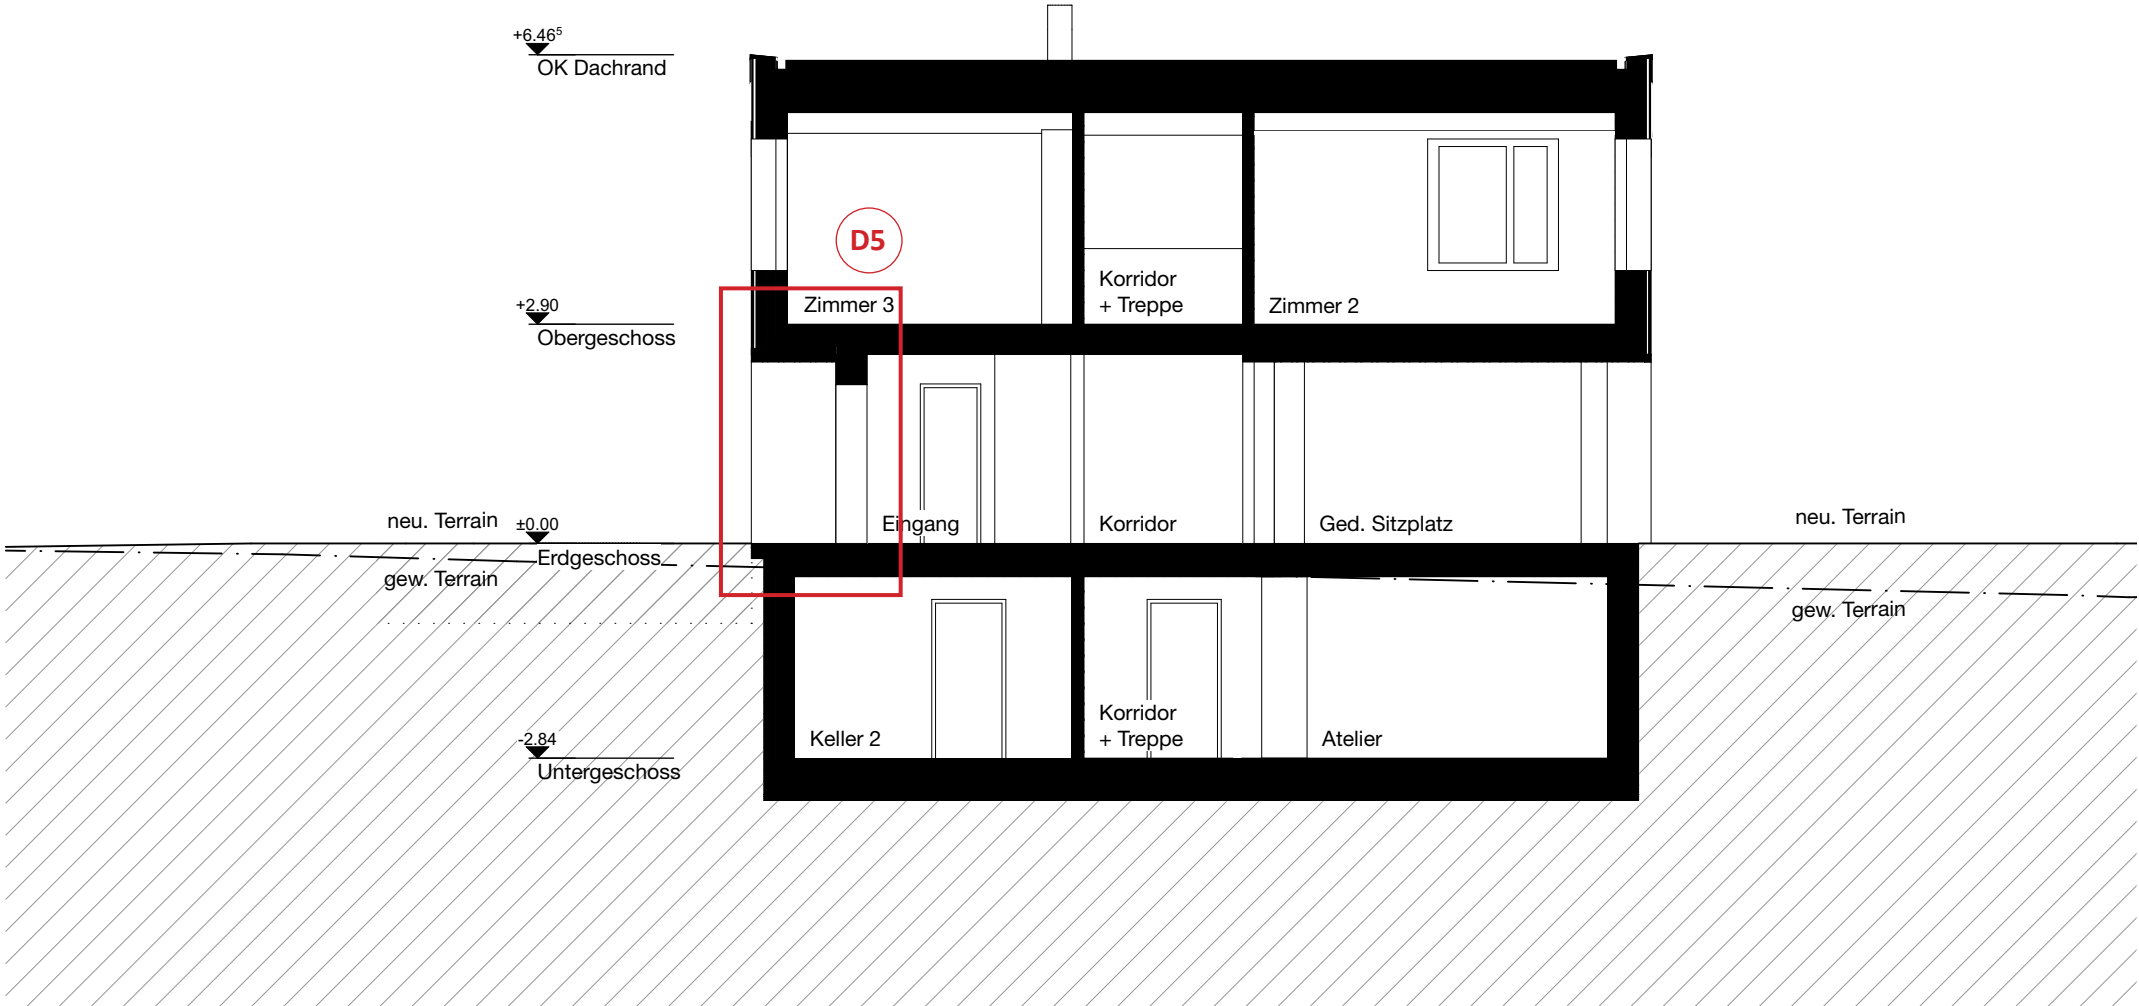 +6.46⁵
OK Dachrand
D5
Korridor
+ Treppe
Zimmer 3
Zimmer 2
+2.90
Obergeschoss
neu. Terrain
±0.00
Erdgeschoss
gew. Terrain
Eingang
Korridor
Ged. Sitzplatz
neu. Terrain
gew. Terrain
-2.84
Untergeschoss
Keller 2
Korridor
+ Treppe
Atelier